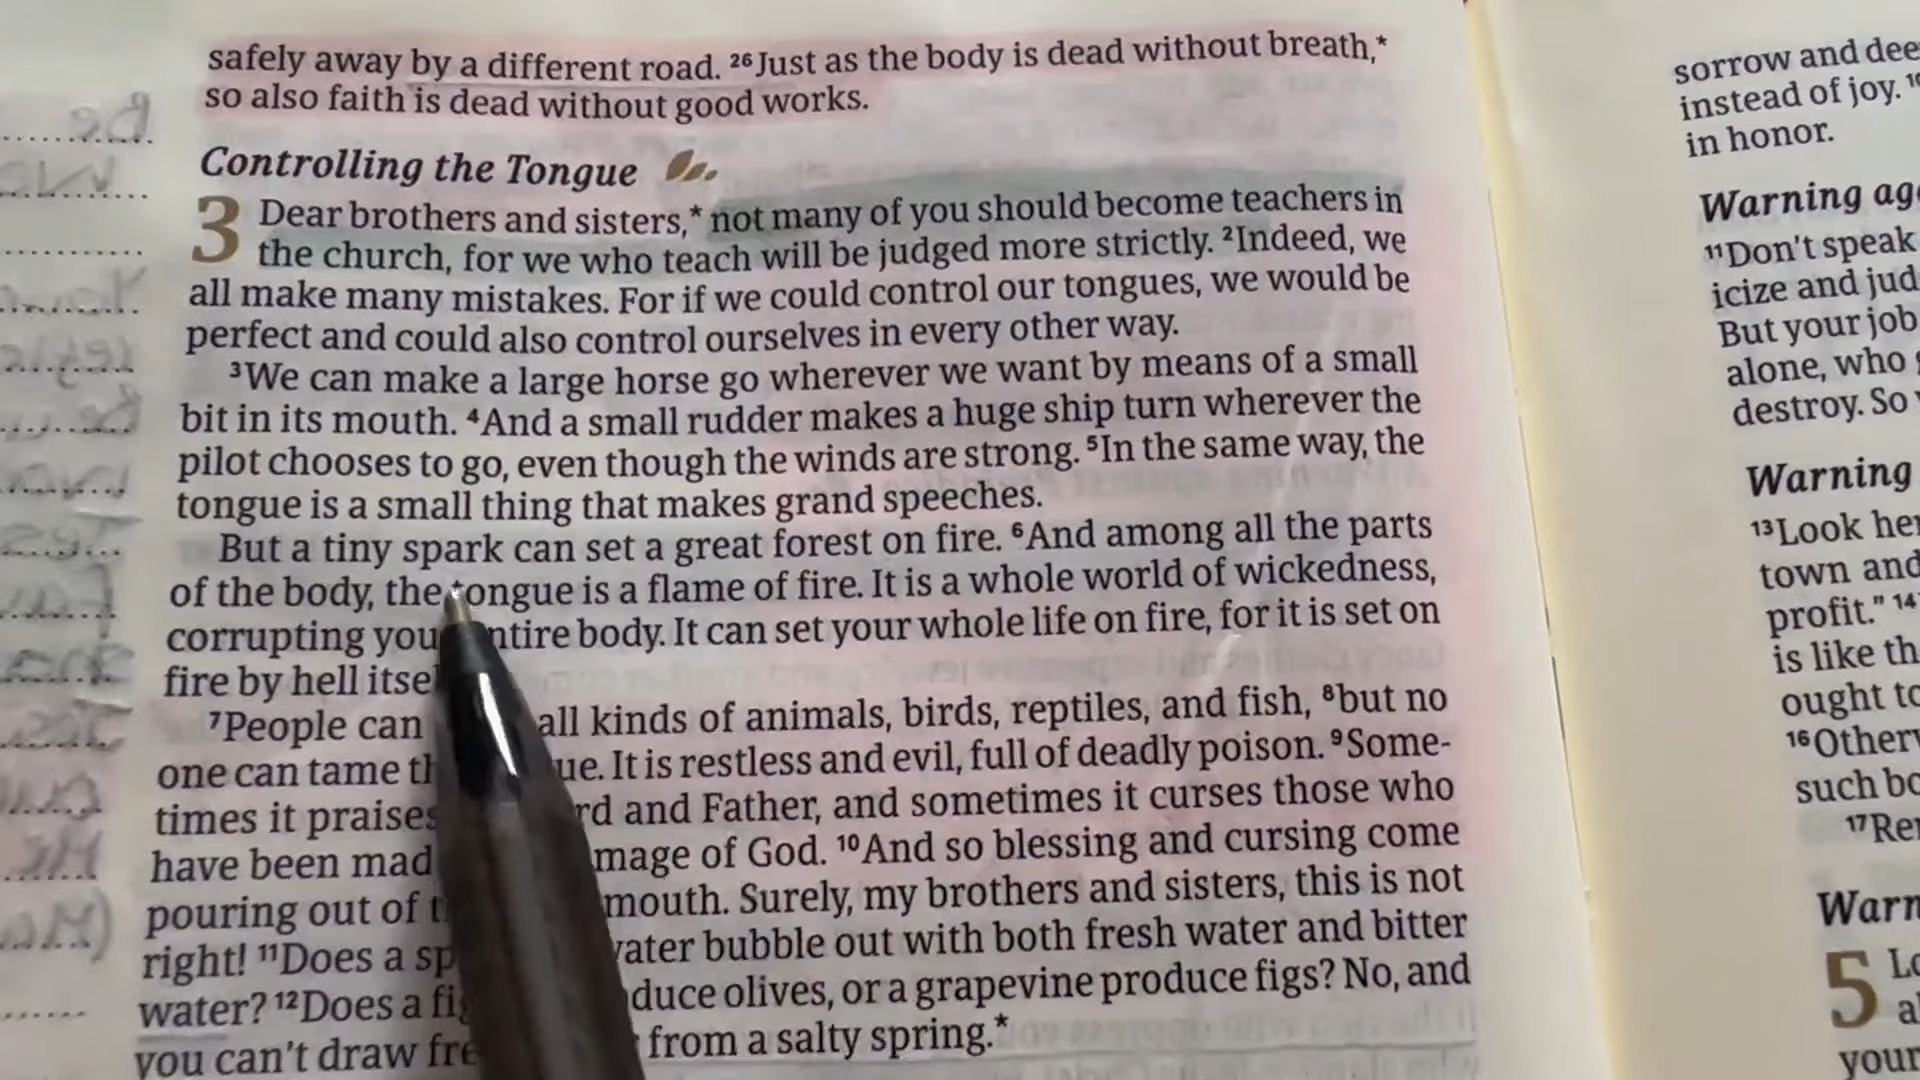 safely away by a different road. ²⁶Just as the body is dead without breath,*
so also faith is dead without good works.
Controlling the Tongue
3 Dear brothers and sisters,* not many of you should become teachers in
the church, for we who teach will be judged more strictly. ²Indeed, we
all make many mistakes. For if we could control our tongues, we would be
perfect and could also control ourselves in every other way.
³We can make a large horse go wherever we want by means of a small
bit in its mouth. ⁴And a small rudder makes a huge ship turn wherever the
pilot chooses to go, even though the winds are strong. ⁵In the same way, the
tongue is a small thing that makes grand speeches.
But a tiny spark can set a great forest on fire. ⁶And among all the parts
of the body, the tongue is a flame of fire. It is a whole world of wickedness,
corrupting you ntire body. It can set your whole life on fire, for it is set on
fire by hell itse
⁷People can all kinds of animals, birds, reptiles, and fish, ⁸but no
one can tame th ue. It is restless and evil, full of deadly poison. ⁹Some-
times it praises rd and Father, and sometimes it curses those who
have been mad mage of God. ¹⁰And so blessing and cursing come
pouring out of t mouth. Surely, my brothers and sisters, this is not
right! ¹¹Does a sp water bubble out with both fresh water and bitter
water? ¹²Does a fig duce olives, or a grapevine produce figs? No, and
you can't draw fre from a salty spring.*
sorrow and dee
instead of joy. ¹⁰
in honor.
Warning aga
¹¹Don't speak
icize and jud
But your job
alone, who
destroy. So
Warning
¹³Look her
town and
profit." ¹⁴
is like th
ought to
¹⁶Otherw
such bo
¹⁷Rem
Warn
5 Lo
al
your